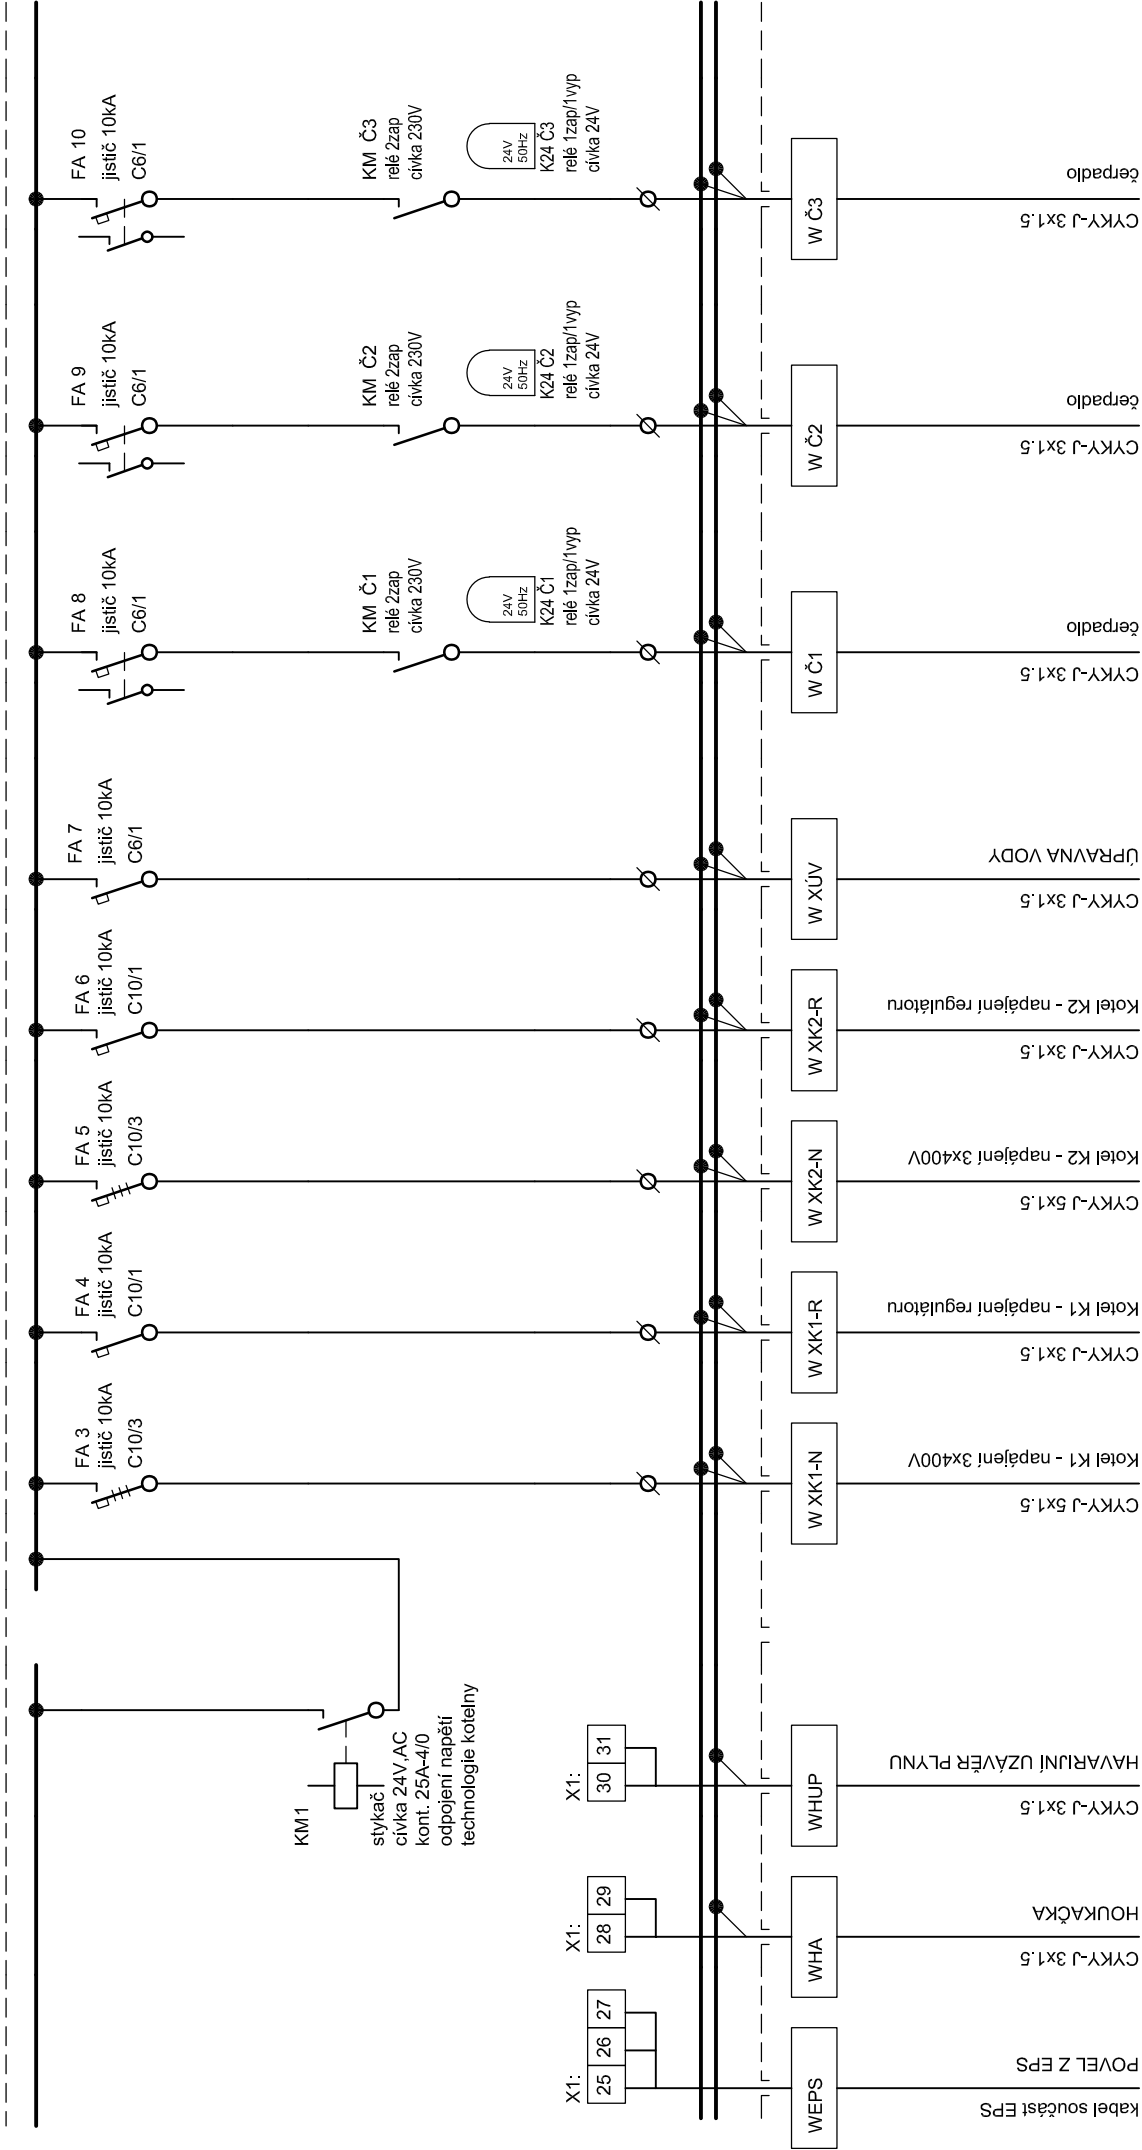 FA 10
jistič 10kA
C6/1
KM Č3
relé 2zap
cívka 230V
24V
50Hz
K24 Č3
relé 1zap/1vyp
cívka 24V
W Č3
čerpadlo
CYKY-J 3x1.5
FA 9
jistič 10kA
C6/1
KM Č2
relé 2zap
cívka 230V
24V
50Hz
K24 Č2
relé 1zap/1vyp
cívka 24V
W Č2
čerpadlo
CYKY-J 3x1.5
FA 8
jistič 10kA
C6/1
KM Č1
relé 2zap
cívka 230V
24V
50Hz
K24 Č1
relé 1zap/1vyp
cívka 24V
W Č1
čerpadlo
CYKY-J 3x1.5
FA 7
jistič 10kA
C6/1
W XÚV
ÚPRAVNA VODY
CYKY-J 3x1.5
FA 6
jistič 10kA
C10/1
W XK2-R
Kotel K2 - napájení regulátoru
CYKY-J 3x1.5
FA 5
jistič 10kA
C10/3
W XK2-N
Kotel K2 - napájení 3x400V
CYKY-J 5x1.5
FA 4
jistič 10kA
C10/1
W XK1-R
Kotel K1 - napájení regulátoru
CYKY-J 3x1.5
FA 3
jistič 10kA
C10/3
W XK1-N
Kotel K1 - napájení 3x400V
CYKY-J 5x1.5
KM1
stykač
cívka 24V,AC
kont. 25A-4/0
odpojení napětí
technologie kotelny
X1:
30 31
WHUP
HAVARIJNÍ UZÁVĚR PLYNU
CYKY-J 3x1.5
X1:
28 29
WHA
HOUKAČKA
CYKY-J 3x1.5
X1:
25 26 27
WEPS
POVEL Z EPS
kabel součást EPS